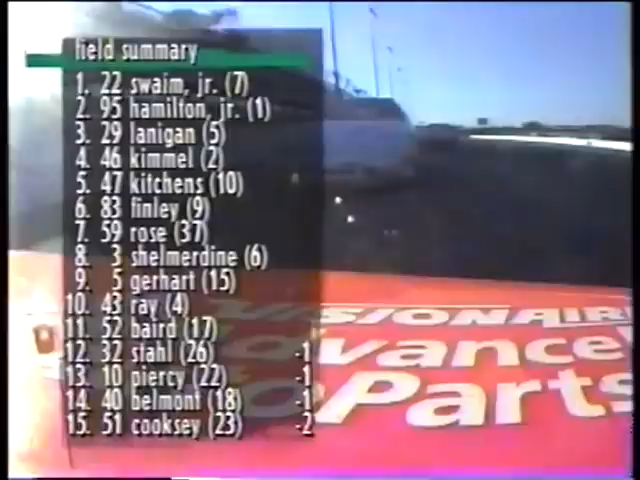 field summary
1. 22 swaim, jr. (7)
2. 95 hamilton, jr. (1)
3. 29 lanigan (5)
4. 46 kimmel (2)
5. 47 kitchens (10)
6. 83 finley (9)
7. 59 rose (37)
8. 3 shelmerdine (6)
9. 5 gerhart (15)
10. 43 ray (4)
11. 52 baird (17)
12. 32 stahl (26) -1
13. 10 piercy (22) -1
14. 40 belmont (18) -1
15. 51 cooksey (23) -2
VISIONAIRE
Advance
Parts